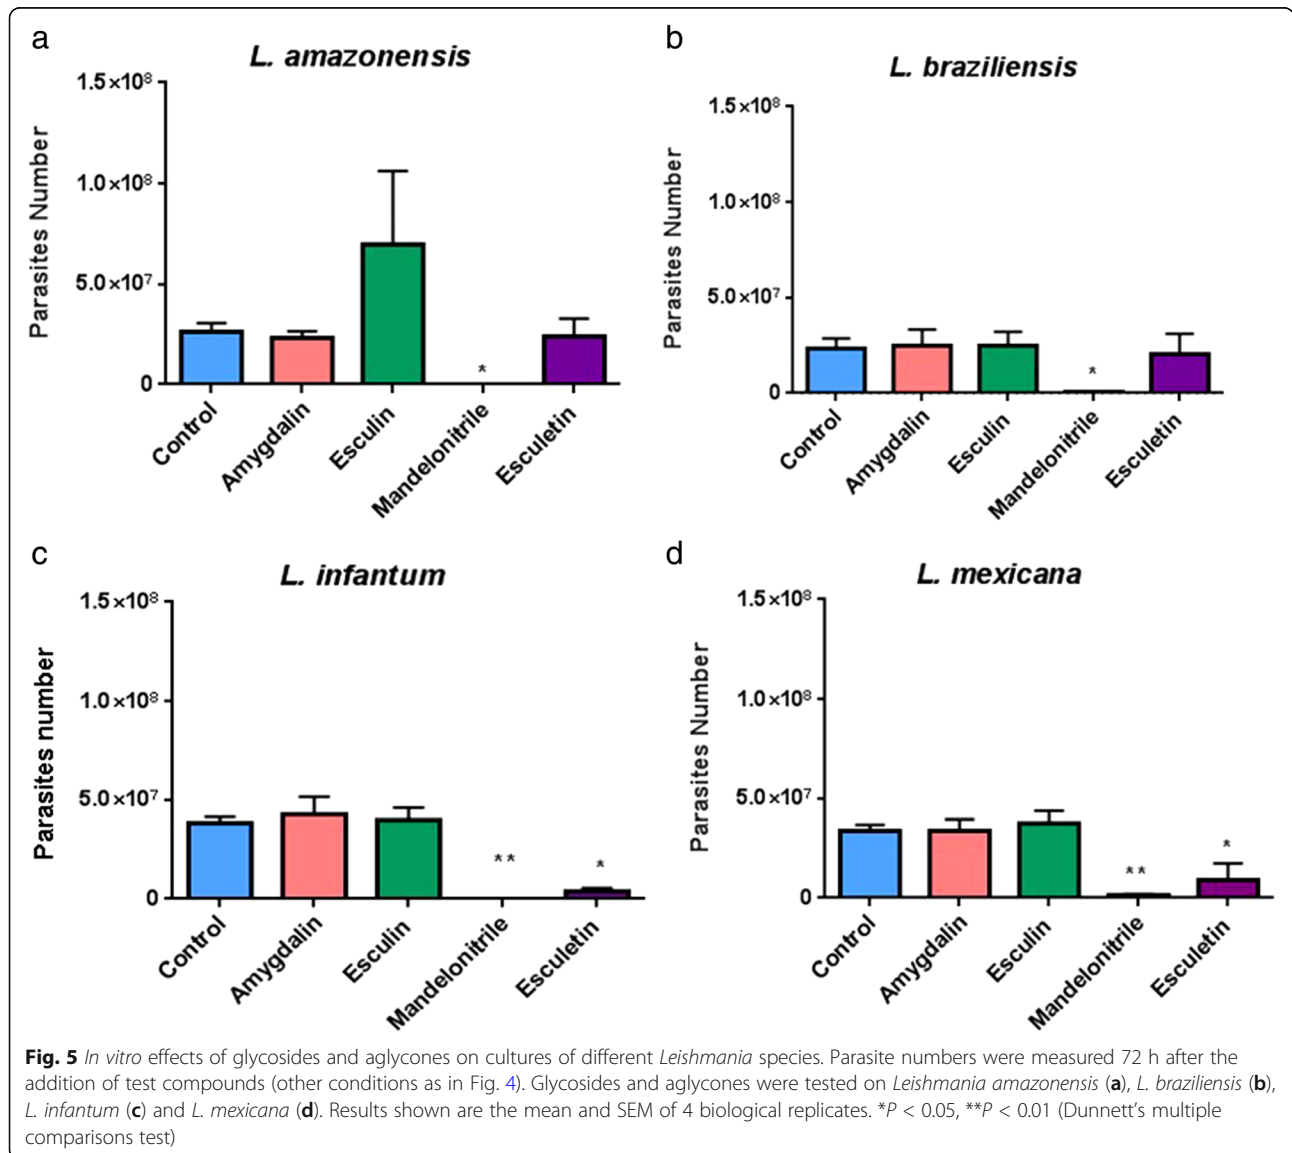 a
L. amazonensis
Parasites Number
1.5×10⁸
1.0×10⁸
5.0×10⁷
0
*
Control
Amygdalin
Esculin
Mandelonitrile
Esculetin
b
L. braziliensis
Parasites Number
1.5×10⁸
1.0×10⁸
5.0×10⁷
0
*
Control
Amygdalin
Esculin
Mandelonitrile
Esculetin
c
L. infantum
Parasites number
1.5×10⁸
1.0×10⁸
5.0×10⁷
0
**
*
Control
Amygdalin
Esculin
Mandelonitrile
Esculetin
d
L. mexicana
Parasites Number
1.5×10⁸
1.0×10⁸
5.0×10⁷
0
**
*
Control
Amygdalin
Esculin
Mandelonitrile
Esculetin
Fig. 5 In vitro effects of glycosides and aglycones on cultures of different Leishmania species. Parasite numbers were measured 72 h after the
addition of test compounds (other conditions as in Fig. 4). Glycosides and aglycones were tested on Leishmania amazonensis (a), L. braziliensis (b),
L. infantum (c) and L. mexicana (d). Results shown are the mean and SEM of 4 biological replicates. *P < 0.05, **P < 0.01 (Dunnett's multiple
comparisons test)